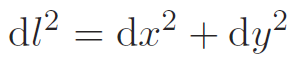 dl² = dx² + dy²